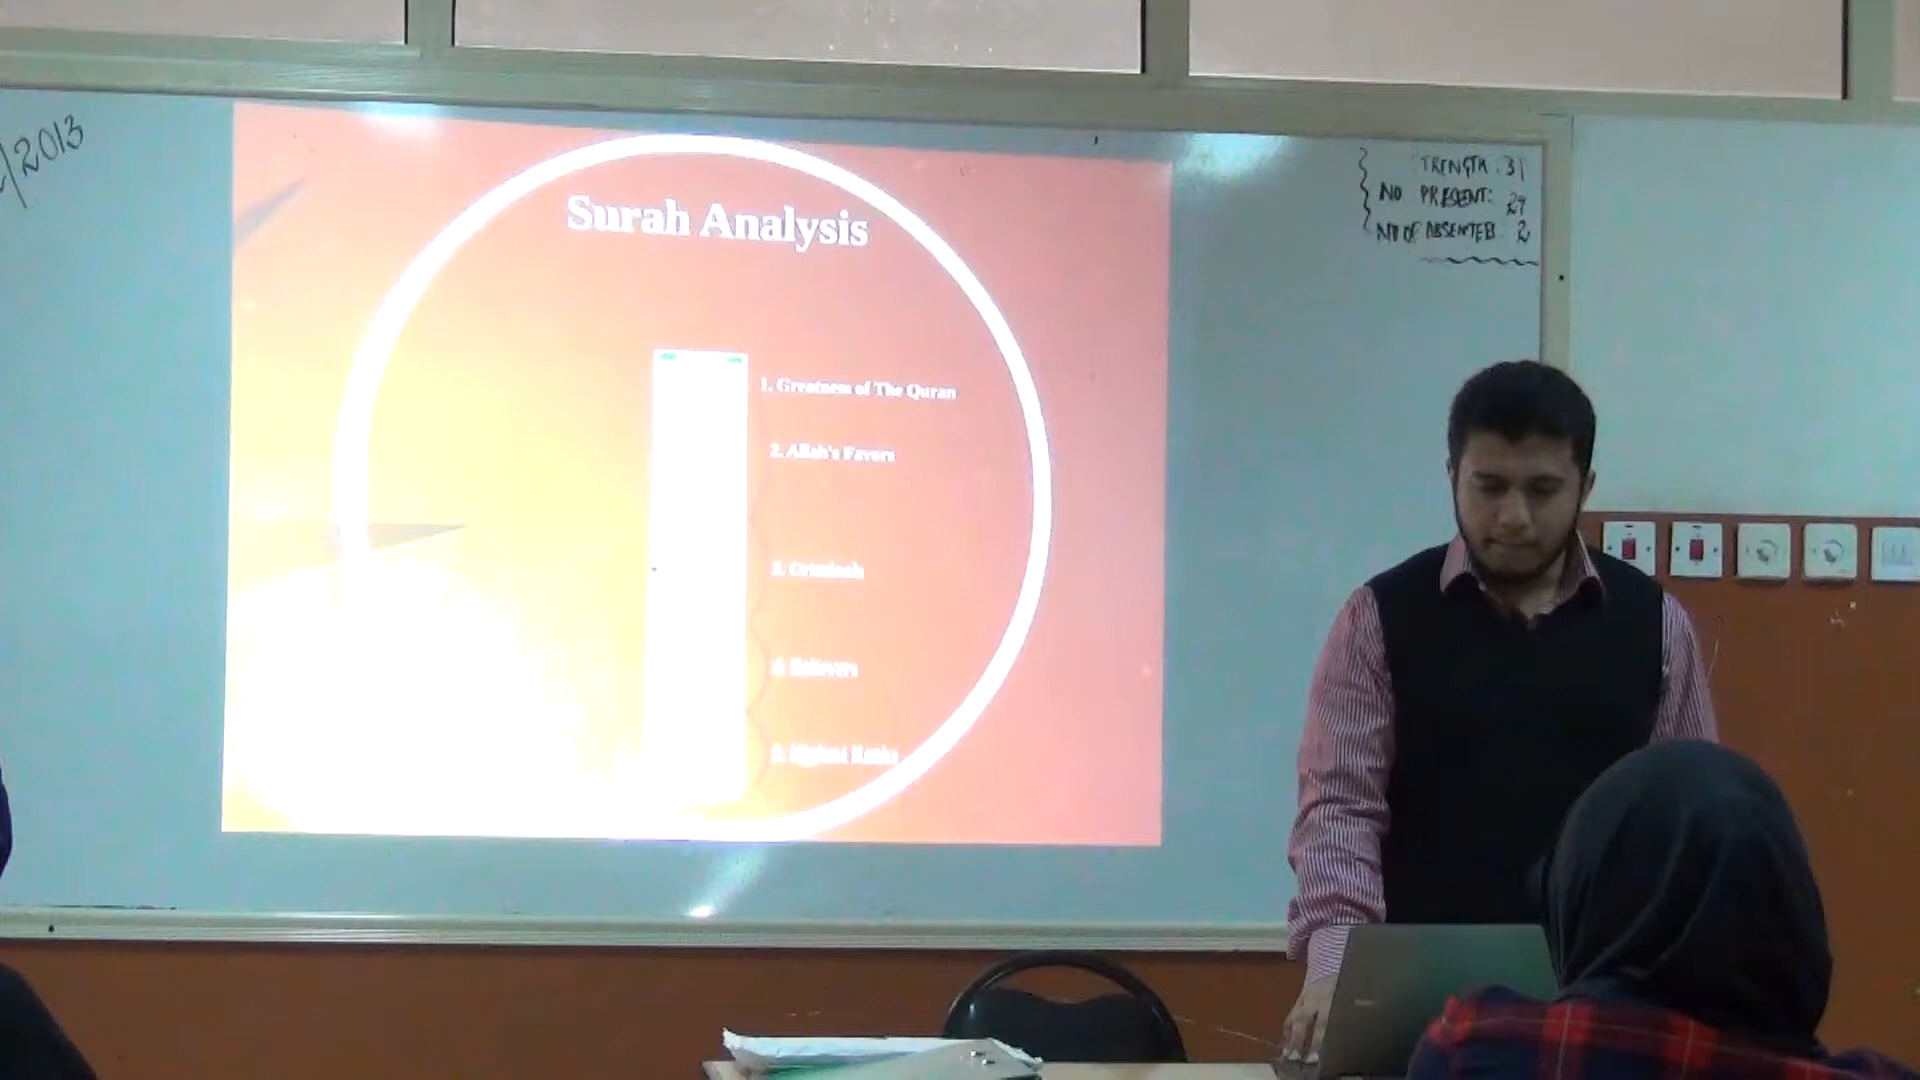 /2013
Surah Analysis
1. Greatness of The Quran
2. Allah's Favors
3. Criminals
4. Believers
5. Highest Ranks
TRENGTH : 31
NO PRESENT: 29
NO OF ABSENTEES 2